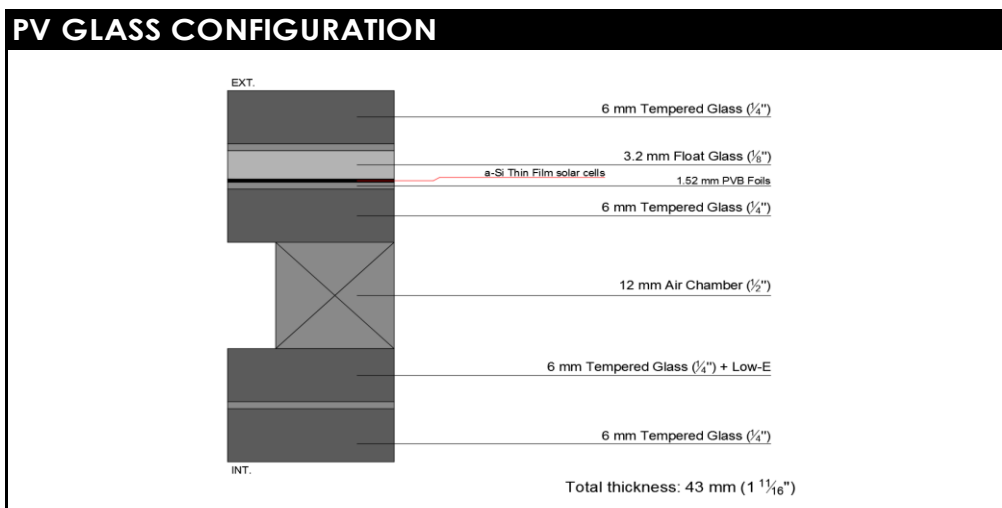 PV GLASS CONFIGURATION
EXT.
6 mm Tempered Glass (¼")
3.2 mm Float Glass (⅛")
a-Si Thin Film solar cells
1.52 mm PVB Foils
6 mm Tempered Glass (¼")
12 mm Air Chamber (½")
6 mm Tempered Glass (¼") + Low-E
6 mm Tempered Glass (¼")
INT.
Total thickness: 43 mm (1 ¹¹⁄₁₆")